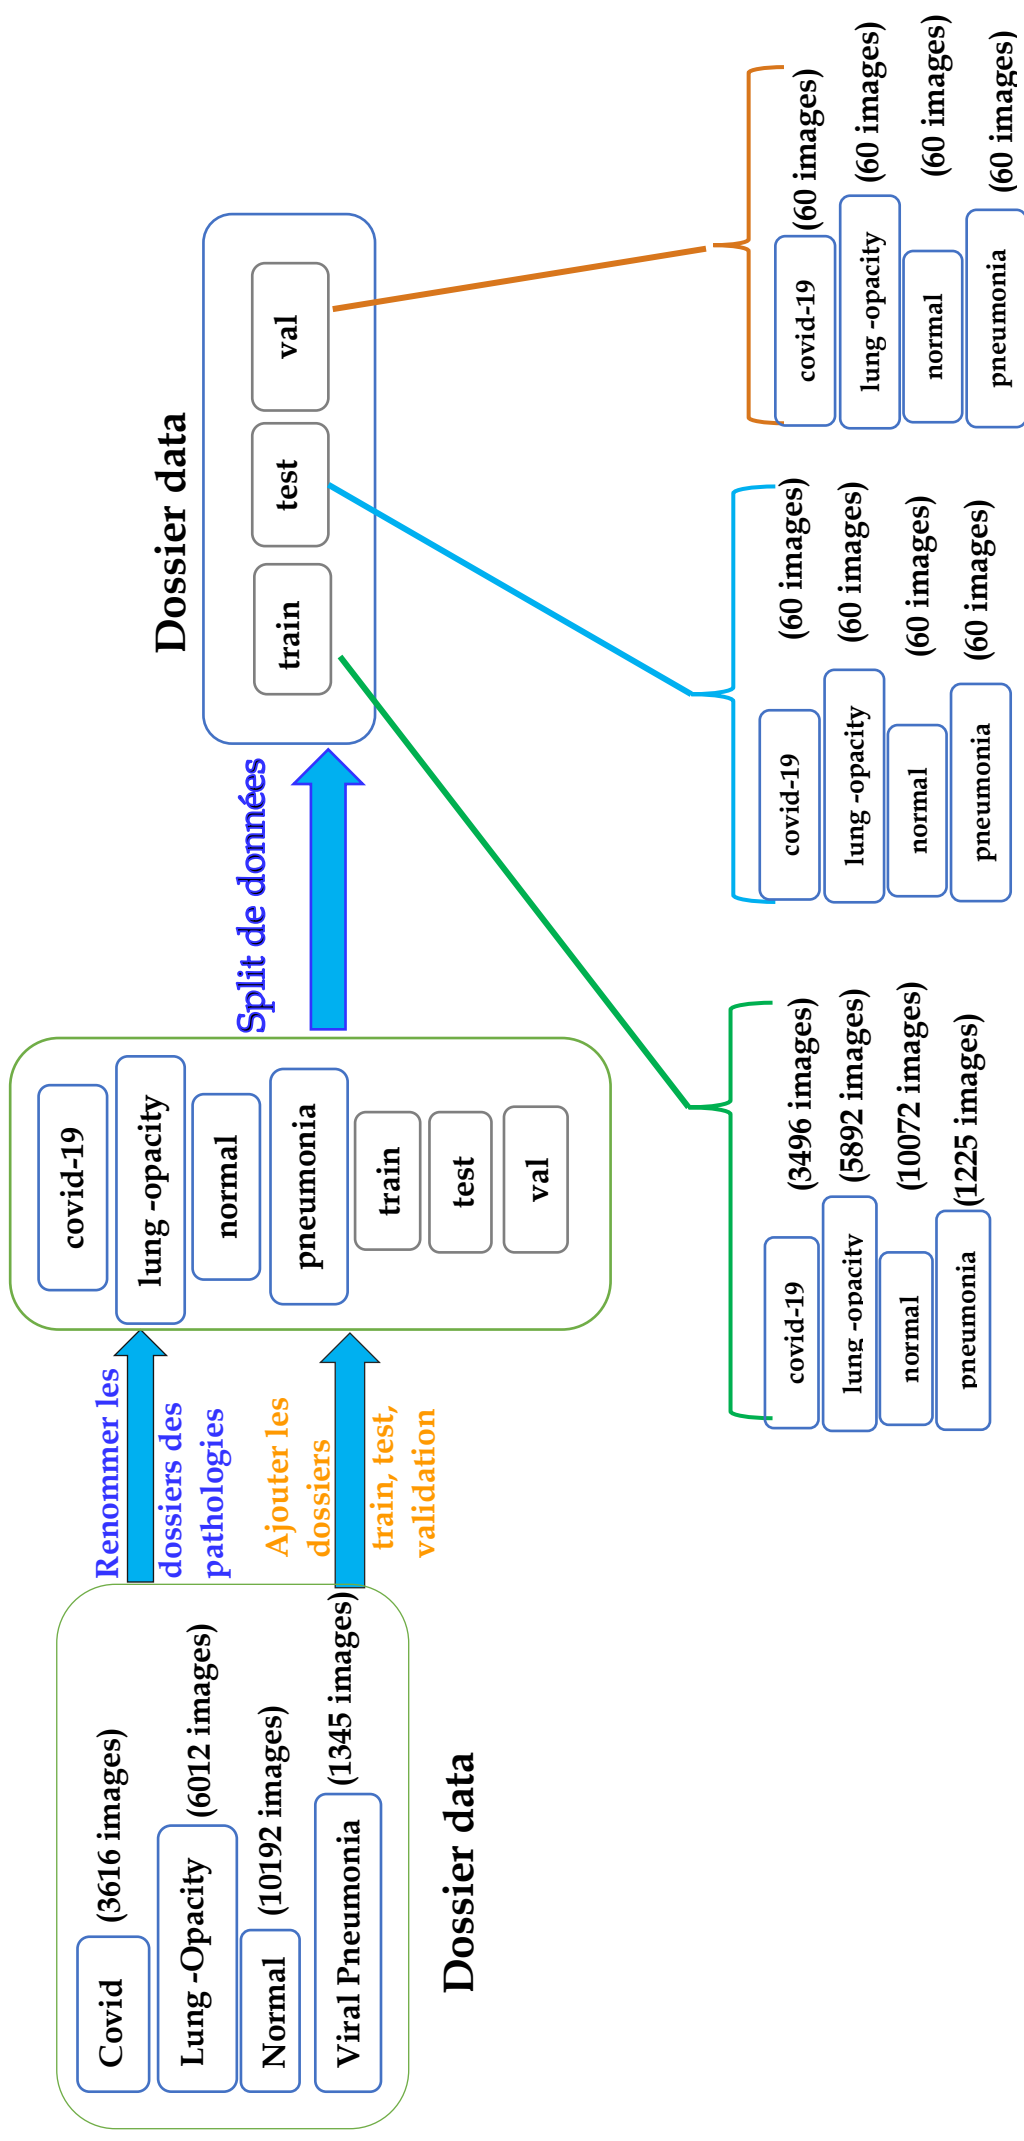 Covid
(3616 images)
Lung -Opacity
(6012 images)
Normal
(10192 images)
Viral Pneumonia
(1345 images)
Dossier data
Renommer les
dossiers des
pathologies
Ajouter les
dossiers
train, test,
validation
covid-19
lung -opacity
normal
pneumonia
train
test
val
Split de données
Dossier data
train
test
val
covid-19
(3496 images)
lung -opacity
(5892 images)
normal
(10072 images)
pneumonia
(1225 images)
covid-19
(60 images)
lung -opacity
(60 images)
normal
(60 images)
pneumonia
(60 images)
covid-19
(60 images)
lung -opacity
(60 images)
normal
(60 images)
pneumonia
(60 images)